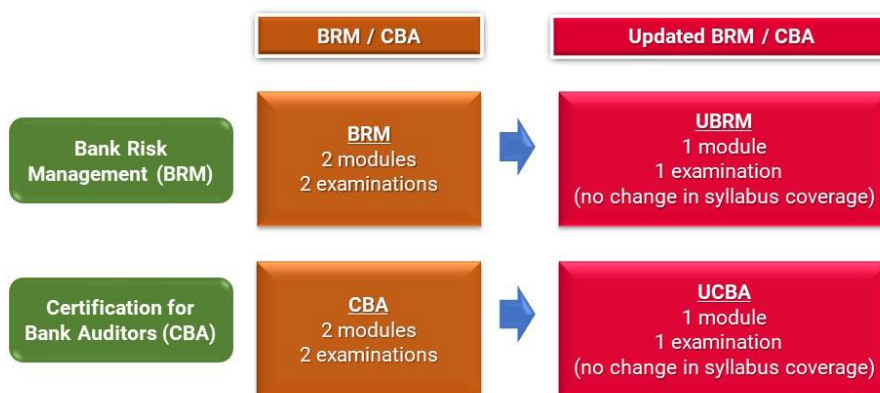 BRM / CBA
Updated BRM / CBA
Bank Risk
Management (BRM)
BRM
2 modules
2 examinations
UBRM
1 module
1 examination
(no change in syllabus coverage)
Certification for
Bank Auditors (CBA)
CBA
2 modules
2 examinations
UCBA
1 module
1 examination
(no change in syllabus coverage)